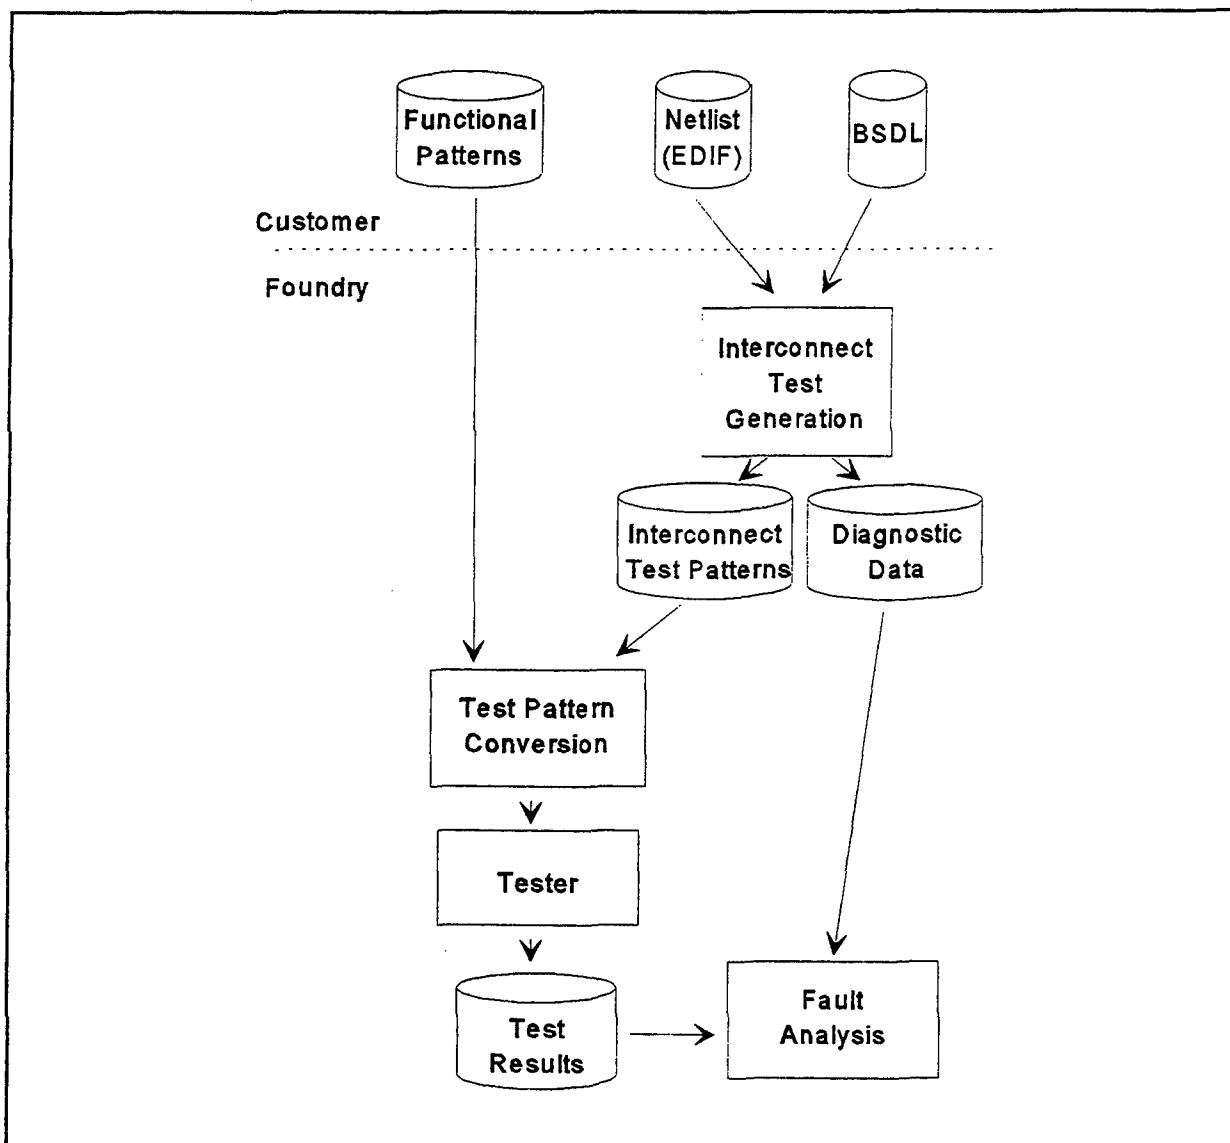 Functional
Patterns
Netlist
(EDIF)
BSDL
Customer
Foundry
Interconnect
Test
Generation
Interconnect
Test Patterns
Diagnostic
Data
Test Pattern
Conversion
Tester
Test
Results
Fault
Analysis